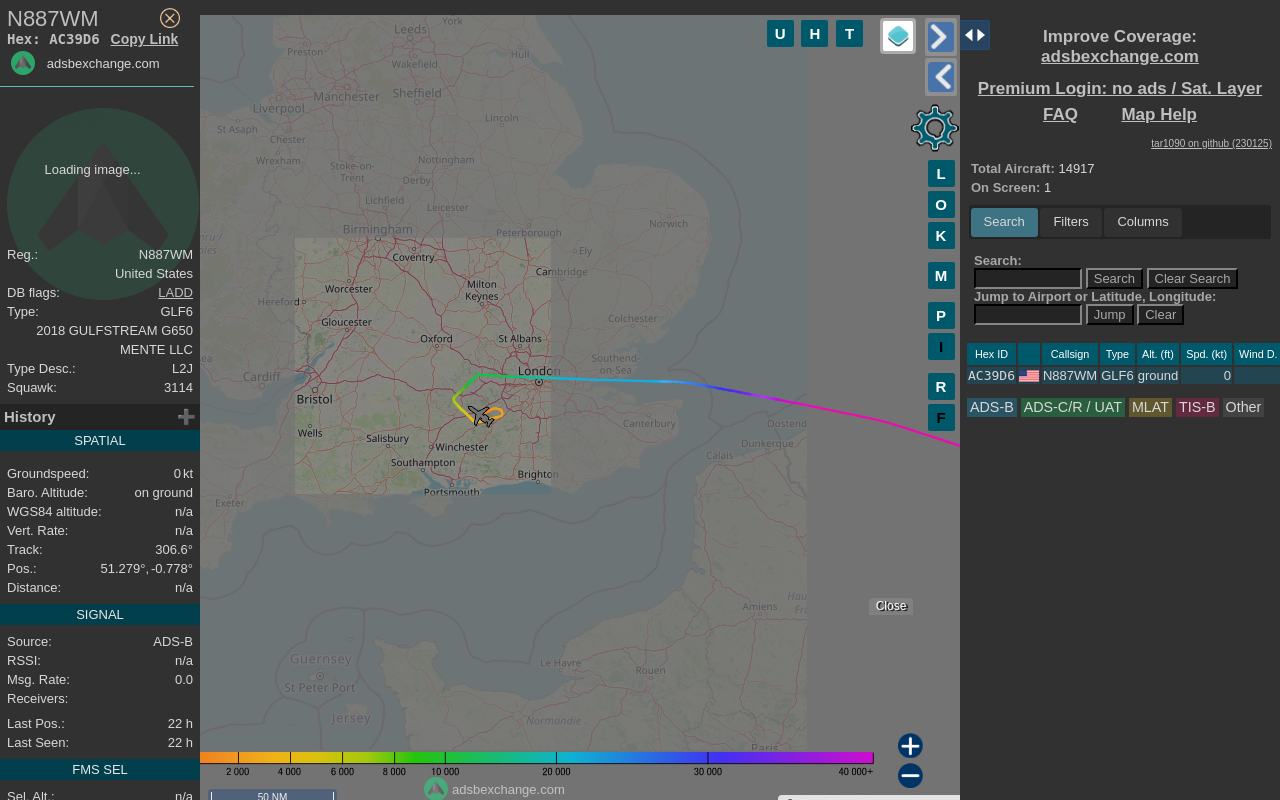 N887WM
Hex: AC39D6 Copy Link
adsbexchange.com
Loading image...
Reg.: N887WM
United States
DB flags: LADD
Type: GLF6
2018 GULFSTREAM G650
MENTE LLC
Type Desc.: L2J
Squawk: 3114
History
SPATIAL
Groundspeed: 0 kt
Baro. Altitude: on ground
WGS84 altitude: n/a
Vert. Rate: n/a
Track: 306.6°
Pos.: 51.279°, -0.778°
Distance: n/a
SIGNAL
Source: ADS-B
RSSI: n/a
Msg. Rate: 0.0
Receivers:
Last Pos.: 22 h
Last Seen: 22 h
FMS SEL
Sel. Alt.: n/a
U H T
L
O
K
M
P
I
R
F
York
Leeds
Preston
Hull
Wakefield
Manchester
Sheffield
Liverpool
Lincoln
St Asaph
Chester
Wrexham
Stoke-on-
Trent
Nottingham
Derby
Lichfield
Leicester
Norwich
Birmingham
Peterborough
Coventry
Ely
Cambridge
Worcester
Milton
Keynes
Hereford
Gloucester
Colchester
Oxford
St Albans
Southend
-on-Sea
Cardiff
London
Bristol
Canterbury
Oostende
Wells
Salisbury
Winchester
Dunkerque
Calais
Southampton
Brighton
Portsmouth
Exeter
Close
Amiens
Guernsey
St Peter Port
Le Havre
Rouen
Jersey
Normandie
Paris
2 000 4 000 6 000 8 000 10 000 20 000 30 000 40 000+
adsbexchange.com
50 NM
Improve Coverage:
adsbexchange.com
Premium Login: no ads / Sat. Layer
FAQ Map Help
tar1090 on github (230125)
Total Aircraft: 14917
On Screen: 1
Search Filters Columns
Search:
Search Clear Search
Jump to Airport or Latitude, Longitude:
Jump Clear
Hex ID Callsign Type Alt. (ft) Spd. (kt) Wind D.
AC39D6 N887WM GLF6 ground 0
ADS-B ADS-C/R / UAT MLAT TIS-B Other